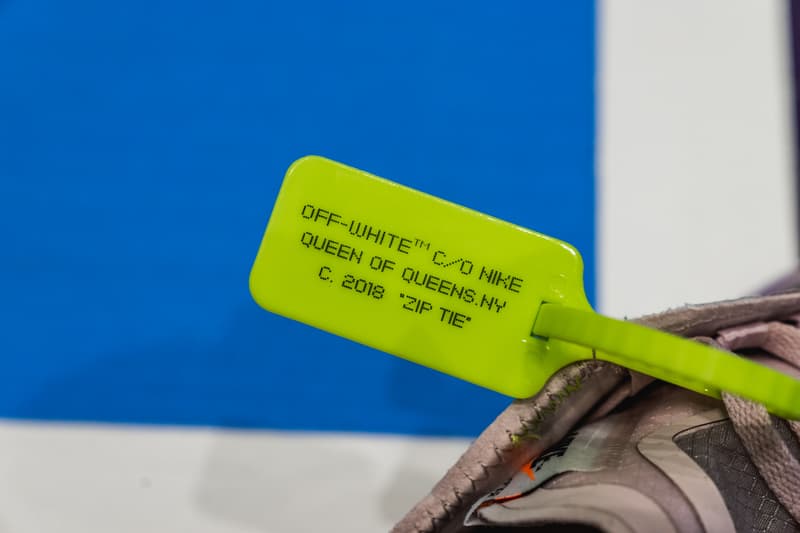 OFF-WHITE™ C/O NIKE
QUEEN OF QUEENS.NY
C. 2018 "ZIP TIE"